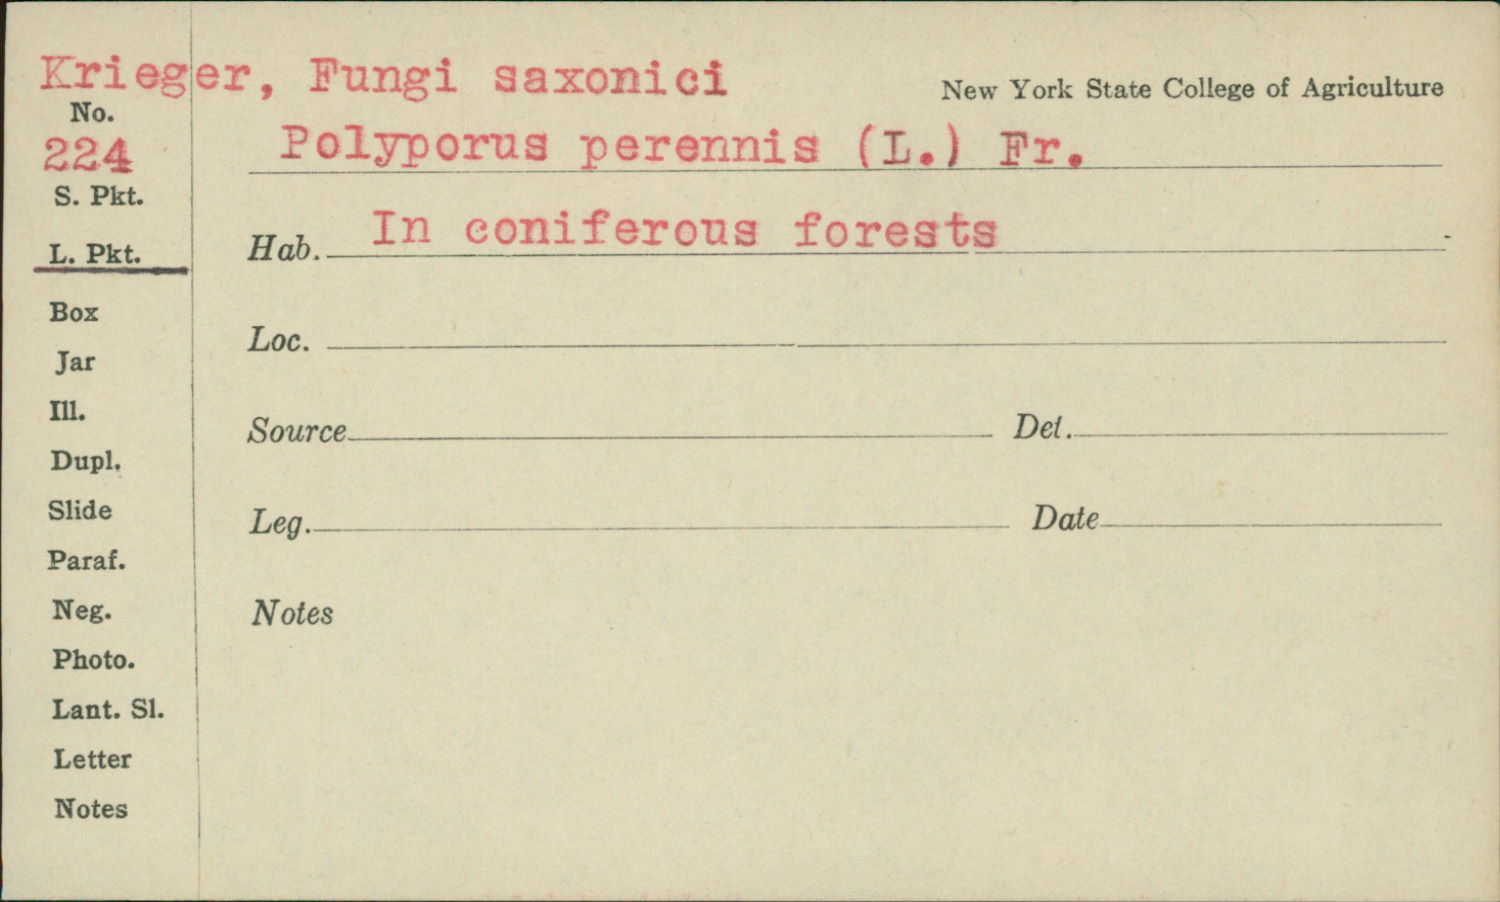 Krieger, Fungi saxonici
New York State College of Agriculture
No.
224
Polyporus perennis (L.) Fr.
S. Pkt.
L. Pkt.
Hab. In coniferous forests
Box
Loc.
Jar
Ill.
Source Det.
Dupl.
Slide
Leg. Date
Paraf.
Neg.
Notes
Photo.
Lant. Sl.
Letter
Notes